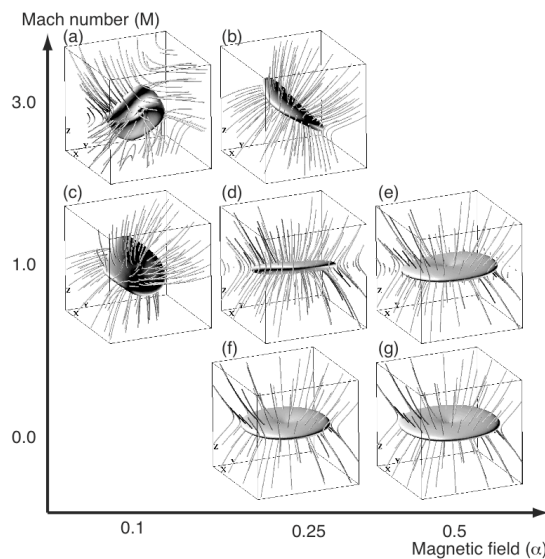 Mach number (M)
(a)
(b)
3.0
Z
X
Y
Z
X
Y
(c)
(d)
(e)
1.0
Z
X
Y
Z
X
Y
Z
X
Y
(f)
(g)
0.0
Z
X
Y
Z
X
Y
0.1
0.25
0.5
Magnetic field (α)